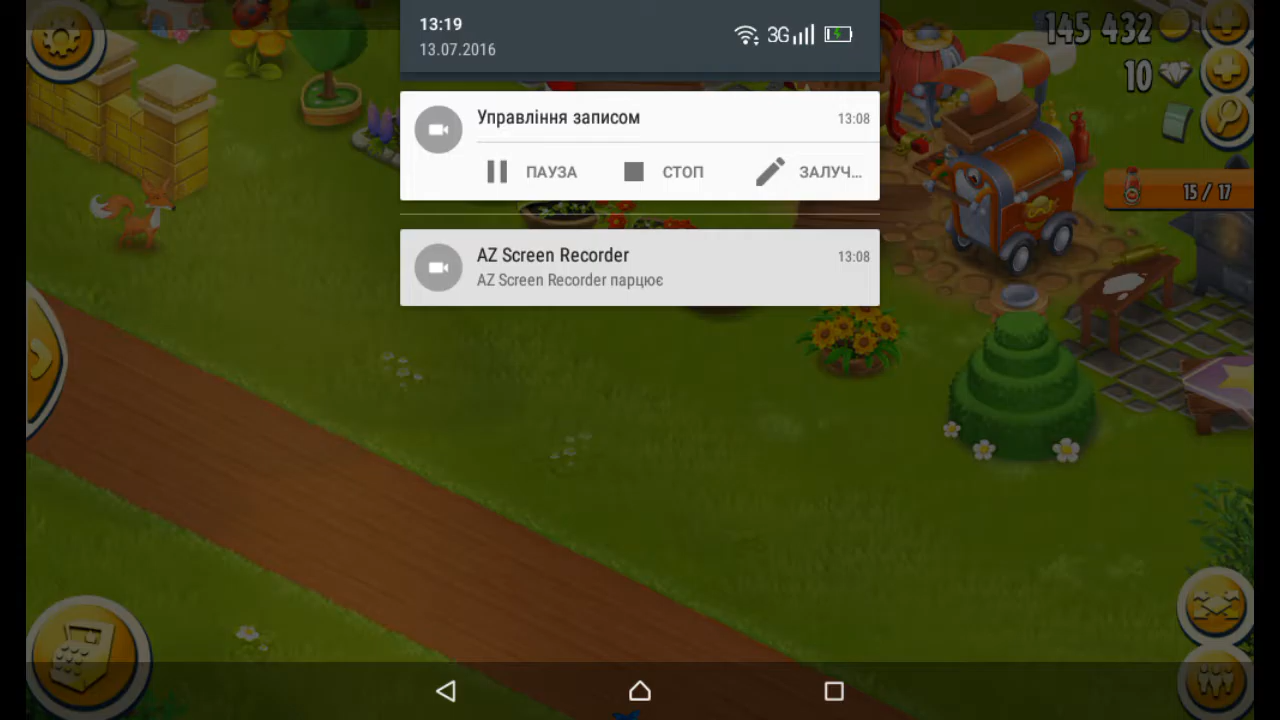 13:19
13.07.2016
3G
145 432
10
15 / 17
Управління записом
13:08
ПАУЗА
СТОП
ЗАЛУЧ…
AZ Screen Recorder
13:08
AZ Screen Recorder парцює